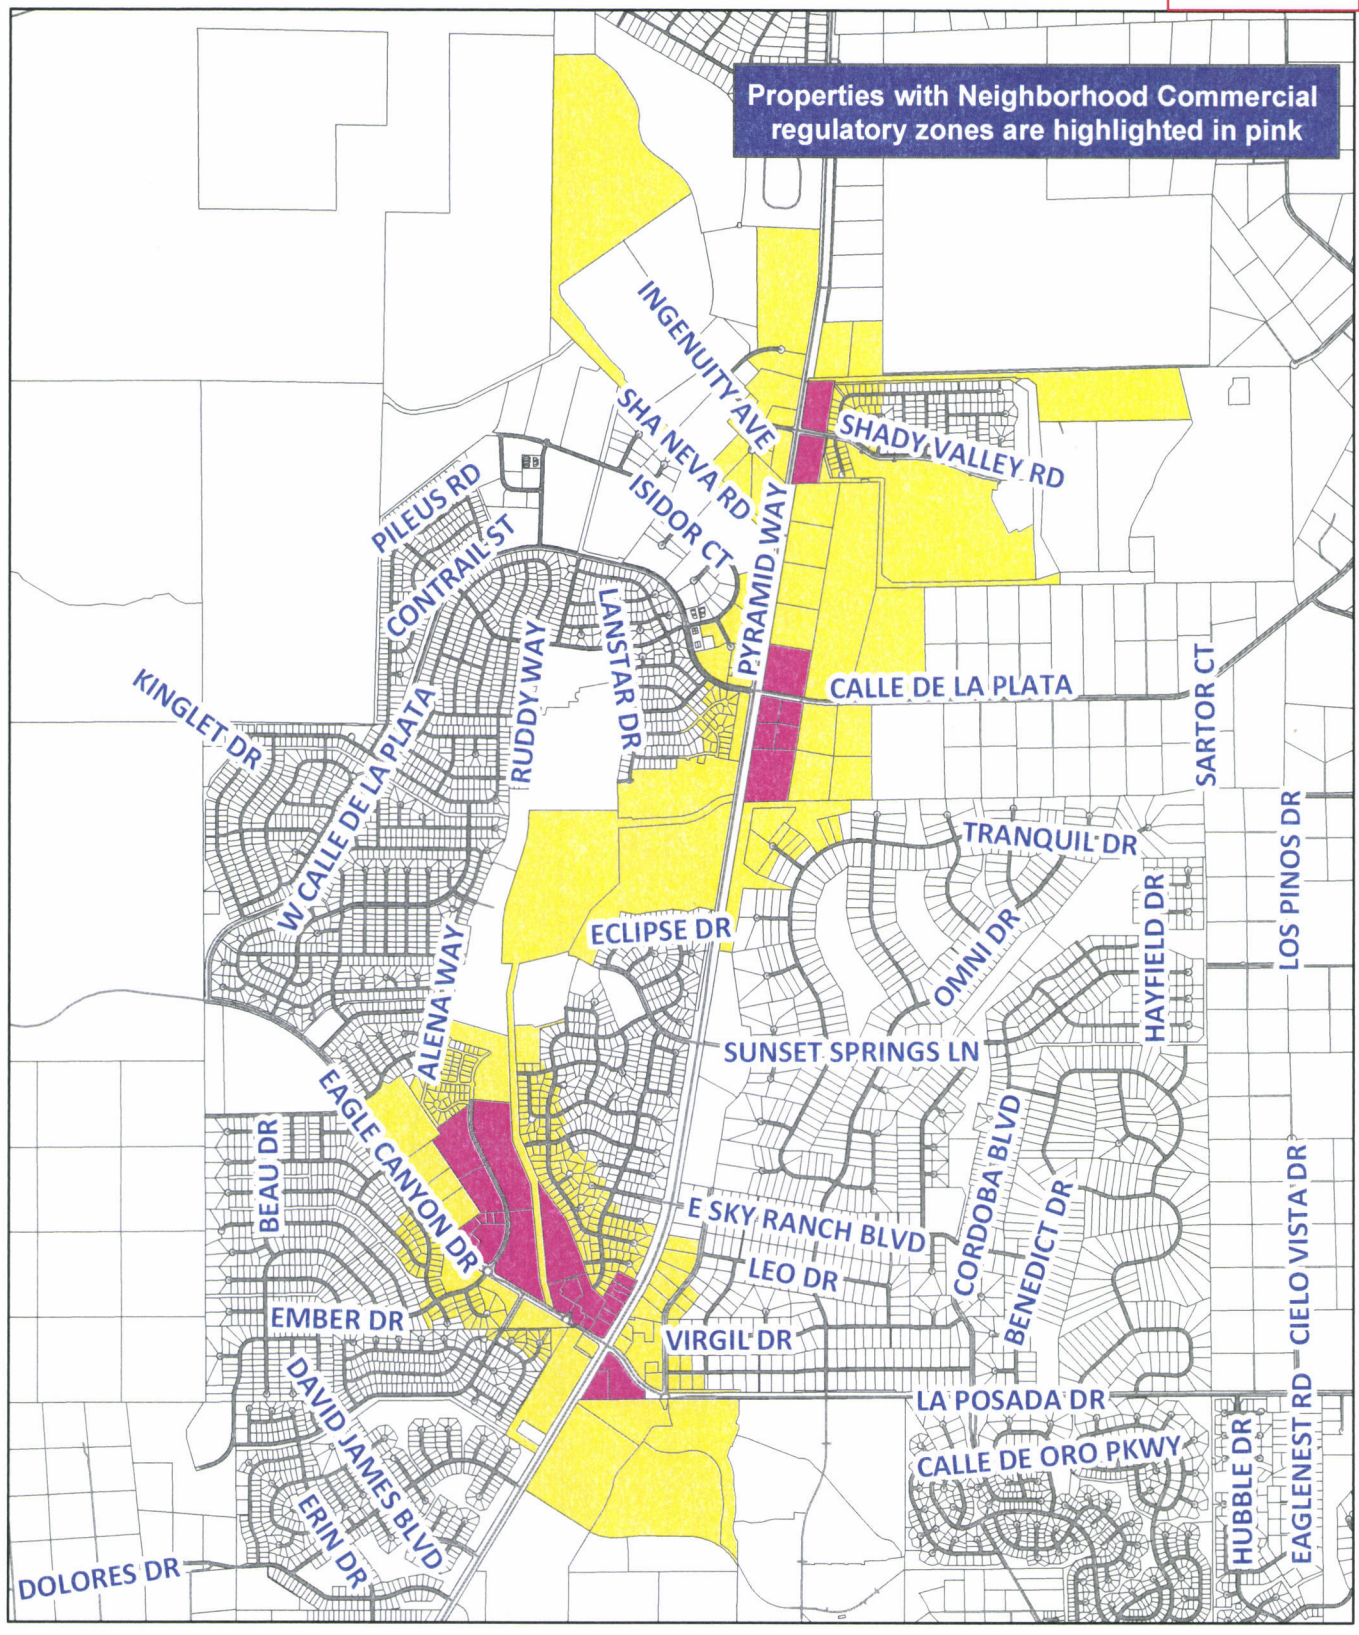 Properties with Neighborhood Commercial
regulatory zones are highlighted in pink
INGENUITY AVE
SHA NEVA RD
SHADY VALLEY RD
ISIDOR CT
PILEUS RD
CONTRAIL ST
PYRAMID WAY
LANSTAR DR
RUDDY WAY
CALLE DE LA PLATA
SARTOR CT
KINGLET DR
W CALLE DE LA PLATA
TRANQUIL DR
LOS PINOS DR
HAYFIELD DR
ECLIPSE DR
OMNI DR
ALENA WAY
SUNSET SPRINGS LN
EAGLE CANYON DR
BEAU DR
CORDOBA BLVD
BENEDICT DR
CIELO VISTA DR
E SKY RANCH BLVD
LEO DR
EMBER DR
VIRGIL DR
DAVID JAMES BLVD
LA POSADA DR
CALLE DE ORO PKWY
HUBBLE DR
EAGLENEST RD
ERIN DR
DOLORES DR